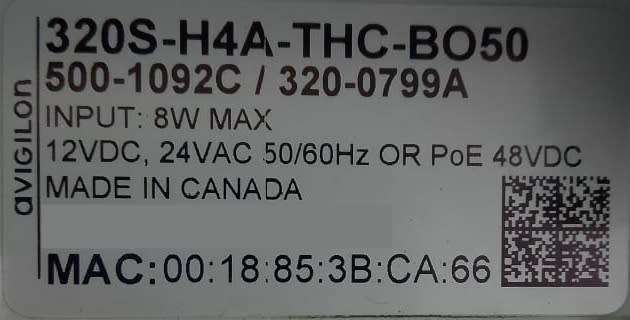 320S-H4A-THC-BO50
500-1092C / 320-0799A
INPUT: 8W MAX
12VDC, 24VAC 50/60Hz OR PoE 48VDC
MADE IN CANADA
MAC:00:18:85:3B:CA:66
aVIGILON